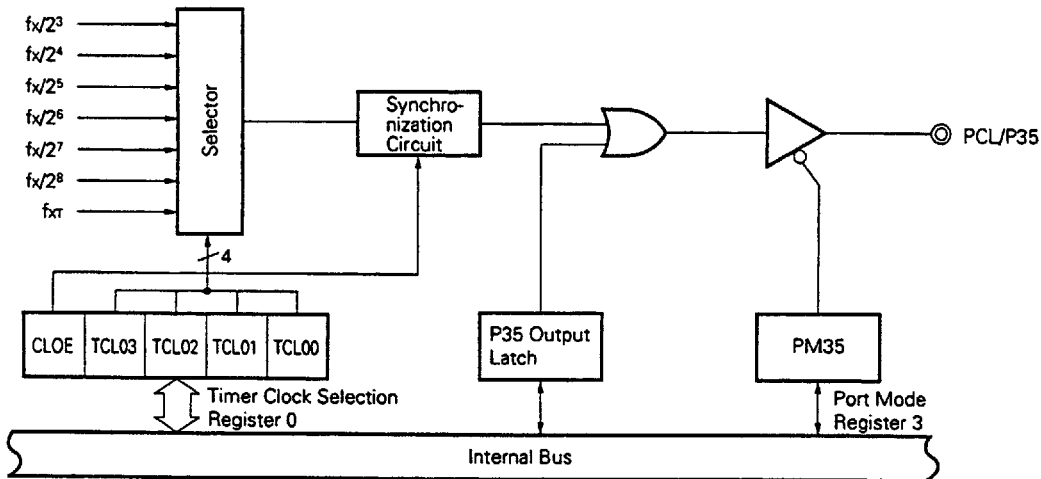 fx/2³
fx/2⁴
fx/2⁵
fx/2⁶
fx/2⁷
fx/2⁸
fxT
Selector
4
Synchro-
nization
Circuit
PCL/P35
CLOE TCL03 TCL02 TCL01 TCL00
Timer Clock Selection
Register 0
P35 Output
Latch
PM35
Port Mode
Register 3
Internal Bus